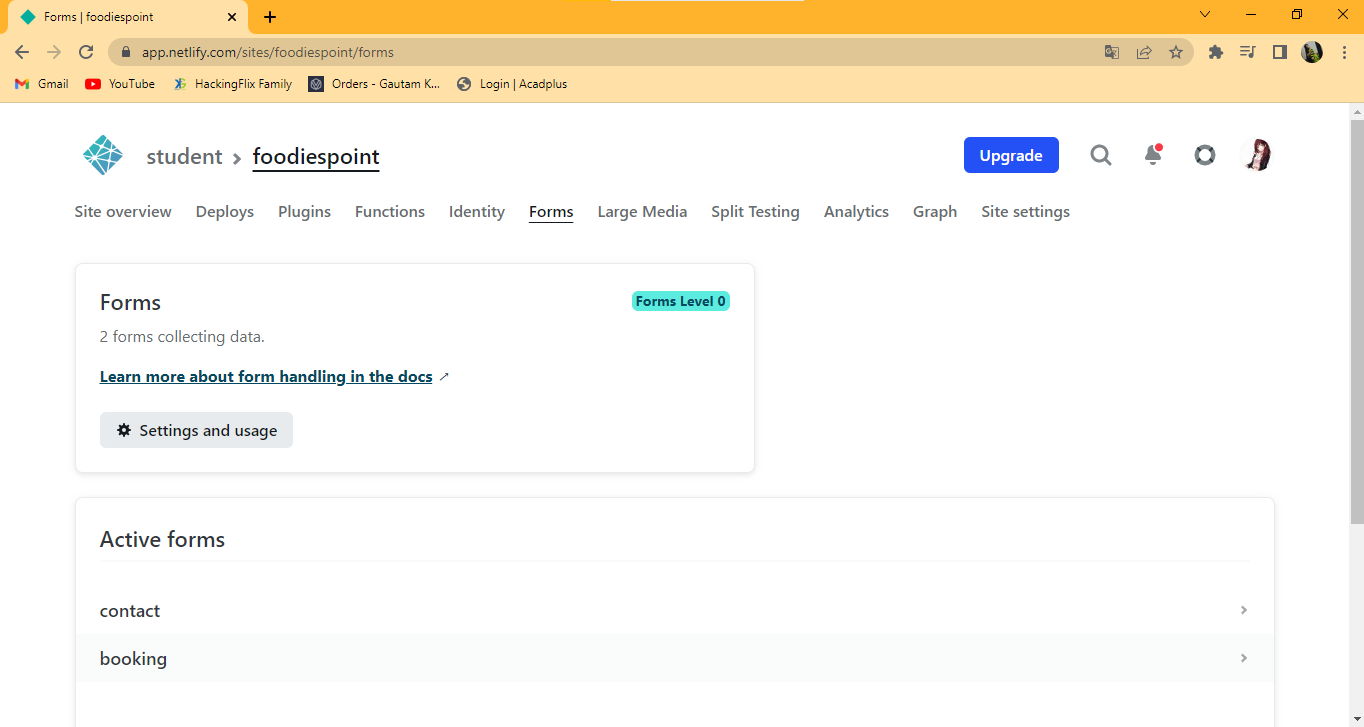 Forms | foodiespoint
app.netlify.com/sites/foodiespoint/forms
Gmail YouTube HackingFlix Family Orders - Gautam K... Login | Acadplus
student > foodiespoint Upgrade
Site overview Deploys Plugins Functions Identity Forms Large Media Split Testing Analytics Graph Site settings
Forms Forms Level 0
2 forms collecting data.
Learn more about form handling in the docs
Settings and usage
Active forms
contact
booking